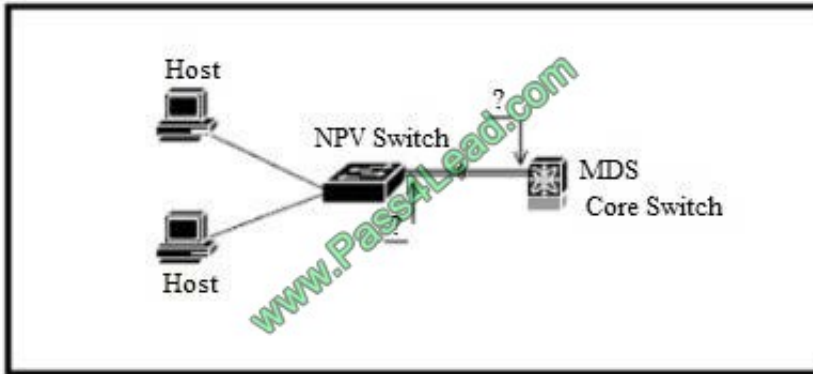 Host
?
NPV Switch
MDS
Core Switch
?
Host
www.Pass4Lead.com